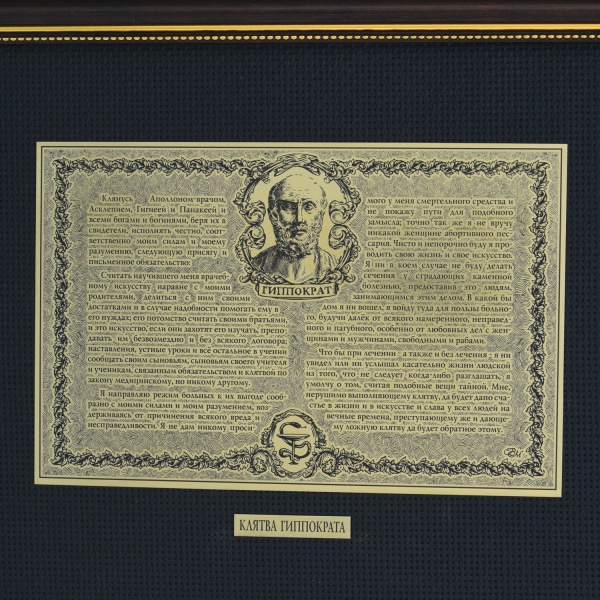 Клянусь Аполлоном-врачом,
Асклепием, Гигиеей и Панакеей и
всеми богами и богинями, беря их в
свидетели, исполнять честно, соот-
ветственно моим силам и моему
разумению, следующую присягу и
письменное обязательство:
Считать научившего меня врачеб-
ному искусству наравне с моими
родителями, делиться с ним своими
достатками и в случае надобности помогать ему в
его нуждах; его потомство считать своими братьями,
и это искусство, если они захотят его изучать, препо-
давать им безвозмездно и без всякого договора;
наставления, устные уроки и все остальное в учении
сообщать своим сыновьям, сыновьям своего учителя
и ученикам, связанным обязательством и клятвой по
закону медицинскому, но никому другому.
Я направляю режим больных к их выгоде сооб-
разно с моими силами и моим разумением, воз
держиваясь от причинения всякого вреда и
несправедливости. Я не дам никому проси
ГИППОКРАТ
мого у меня смертельного средства и
не покажу пути для подобного
замысла; точно так же я не вручу
никакой женщине абортивного пес-
сария. Чисто и непорочно буду я про-
водить свою жизнь и свое искусство.
Я ни в коем случае не буду делать
сечения у страдающих каменной
болезнью, предоставив это людям,
занимающимся этим делом. В какой бы
дом я ни вошел, я войду туда для пользы больно-
го, будучи далек от всякого намеренного, неправед-
ного и пагубного, особенно от любовных дел с жен-
щинами и мужчинами, свободными и рабами.
Что бы при лечении - а также и без лечения - я ни
увидел или ни услышал касательно жизни людской
из того, что не следует когда-либо разглашать, я
умолчу о том, считая подобные вещи тайной. Мне,
нерушимо выполняющему клятву, да будет дано сча-
стье в жизни и в искусстве и слава у всех людей на
вечные времена, преступающему же и дающе-
му ложную клятву да будет обратное этому.
КЛЯТВА ГИППОКРАТА